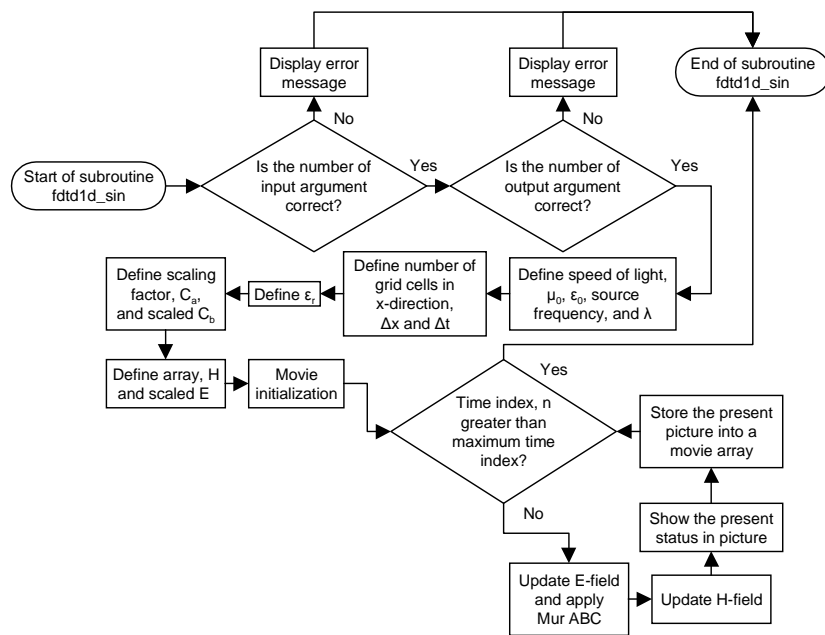 Display error
message
Display error
message
End of subroutine
fdtd1d_sin
No
No
Start of subroutine
fdtd1d_sin
Is the number of
input argument
correct?
Yes
Is the number of
output argument
correct?
Yes
Define scaling
factor, Cₐ,
and scaled C_b
Define εᵣ
Define number of
grid cells in
x-direction,
Δx and Δt
Define speed of light,
μ₀, ε₀, source
frequency, and λ
Define array, H
and scaled E
Movie
initialization
Yes
Time index, n
greater than
maximum time
index?
No
Store the present
picture into a
movie array
Show the present
status in picture
Update E-field
and apply
Mur ABC
Update H-field